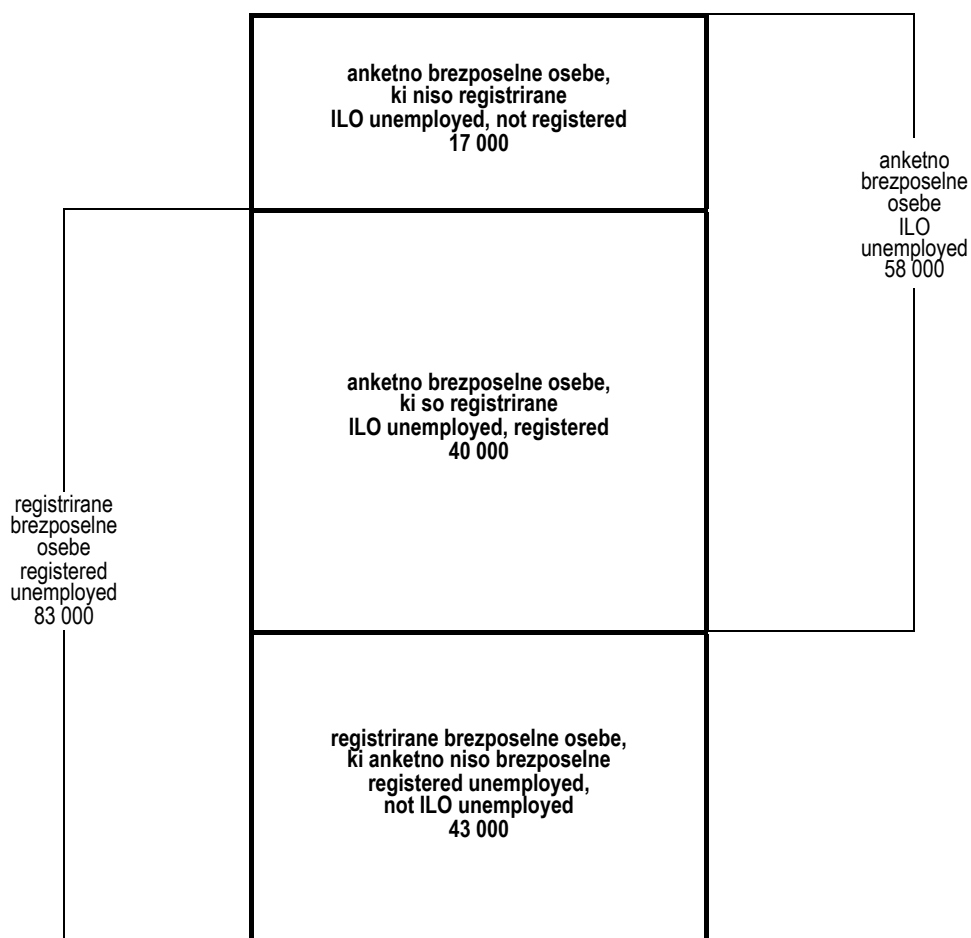 anketno brezposelne osebe,
ki niso registrirane
ILO unemployed, not registered
17 000
anketno
brezposelne
osebe
ILO
unemployed
58 000
anketno brezposelne osebe,
ki so registrirane
ILO unemployed, registered
40 000
registrirane
brezposelne
osebe
registered
unemployed
83 000
registrirane brezposelne osebe,
ki anketno niso brezposelne
registered unemployed,
not ILO unemployed
43 000